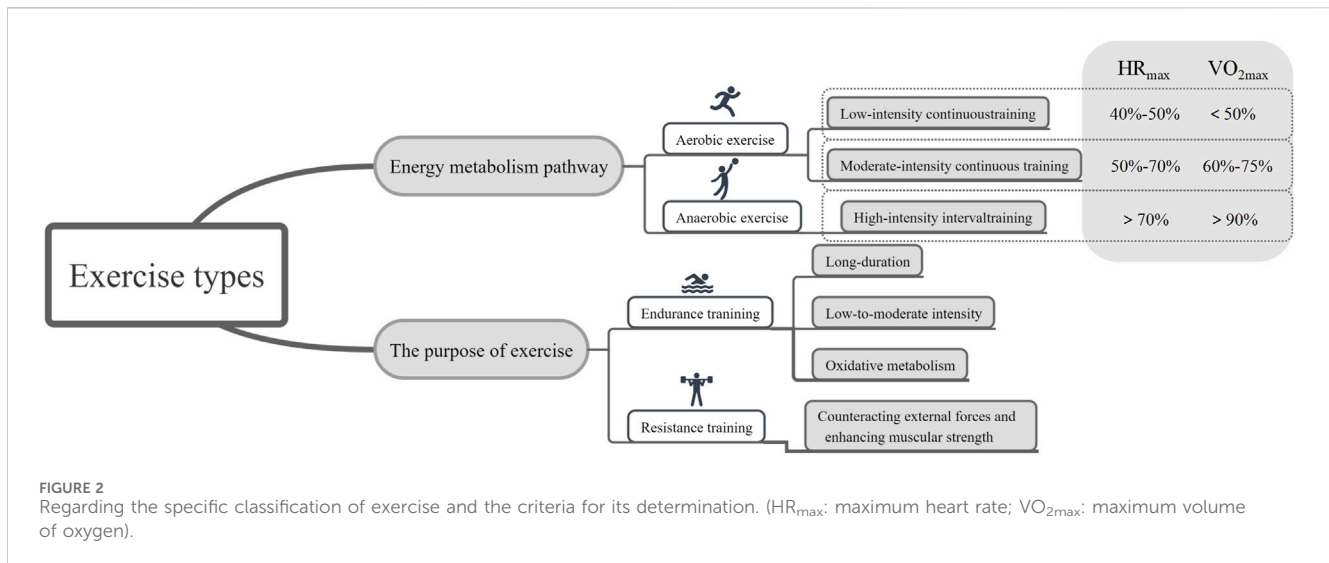 HRmax VO2max
Low-intensity continuoustraining 40%-50% < 50%
Aerobic exercise
Energy metabolism pathway
Moderate-intensity continuous training 50%-70% 60%-75%
Anaerobic exercise
High-intensity intervaltraining > 70% > 90%
Exercise types
Long-duration
Endurance tranining
Low-to-moderate intensity
The purpose of exercise
Oxidative metabolism
Resistance training
Counteracting external forces and
enhancing muscular strength
FIGURE 2
Regarding the specific classification of exercise and the criteria for its determination. (HRmax: maximum heart rate; VO2max: maximum volume
of oxygen).